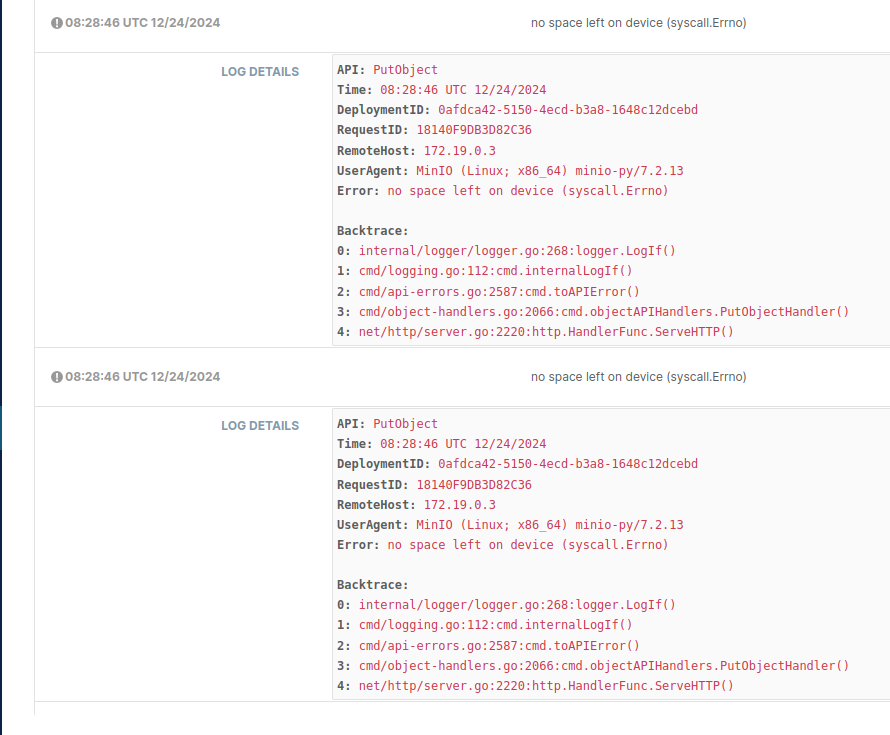 08:28:46 UTC 12/24/2024 no space left on device (syscall.Errno)
LOG DETAILS
API: PutObject
Time: 08:28:46 UTC 12/24/2024
DeploymentID: 0afdca42-5150-4ecd-b3a8-1648c12dcebd
RequestID: 18140F9DB3D82C36
RemoteHost: 172.19.0.3
UserAgent: MinIO (Linux; x86_64) minio-py/7.2.13
Error: no space left on device (syscall.Errno)
Backtrace:
0: internal/logger/logger.go:268:logger.LogIf()
1: cmd/logging.go:112:cmd.internalLogIf()
2: cmd/api-errors.go:2587:cmd.toAPIError()
3: cmd/object-handlers.go:2066:cmd.objectAPIHandlers.PutObjectHandler()
4: net/http/server.go:2220:http.HandlerFunc.ServeHTTP()
08:28:46 UTC 12/24/2024 no space left on device (syscall.Errno)
LOG DETAILS
API: PutObject
Time: 08:28:46 UTC 12/24/2024
DeploymentID: 0afdca42-5150-4ecd-b3a8-1648c12dcebd
RequestID: 18140F9DB3D82C36
RemoteHost: 172.19.0.3
UserAgent: MinIO (Linux; x86_64) minio-py/7.2.13
Error: no space left on device (syscall.Errno)
Backtrace:
0: internal/logger/logger.go:268:logger.LogIf()
1: cmd/logging.go:112:cmd.internalLogIf()
2: cmd/api-errors.go:2587:cmd.toAPIError()
3: cmd/object-handlers.go:2066:cmd.objectAPIHandlers.PutObjectHandler()
4: net/http/server.go:2220:http.HandlerFunc.ServeHTTP()